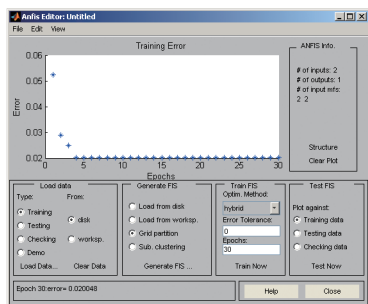 Anfis Editor: Untitled
File Edit View
Training Error
0.06
0.05
0.04
0.03
0.02
Error
0 5 10 15 20 25 30
Epochs
ANFIS Info.
# of inputs: 2
# of outputs: 1
# of input mfs:
2 2
Structure
Clear Plot
Load data
Type: From:
Training
Testing
Checking
Demo
disk
worksp.
Load Data... Clear Data
Generate FIS
Load from disk
Load from worksp.
Grid partition
Sub. clustering
Generate FIS ...
Train FIS
Optim. Method:
hybrid
Error Tolerance:
0
Epochs:
30
Train Now
Test FIS
Plot against:
Training data
Testing data
Checking data
Test Now
Epoch 30:error= 0.020048
Help
Close